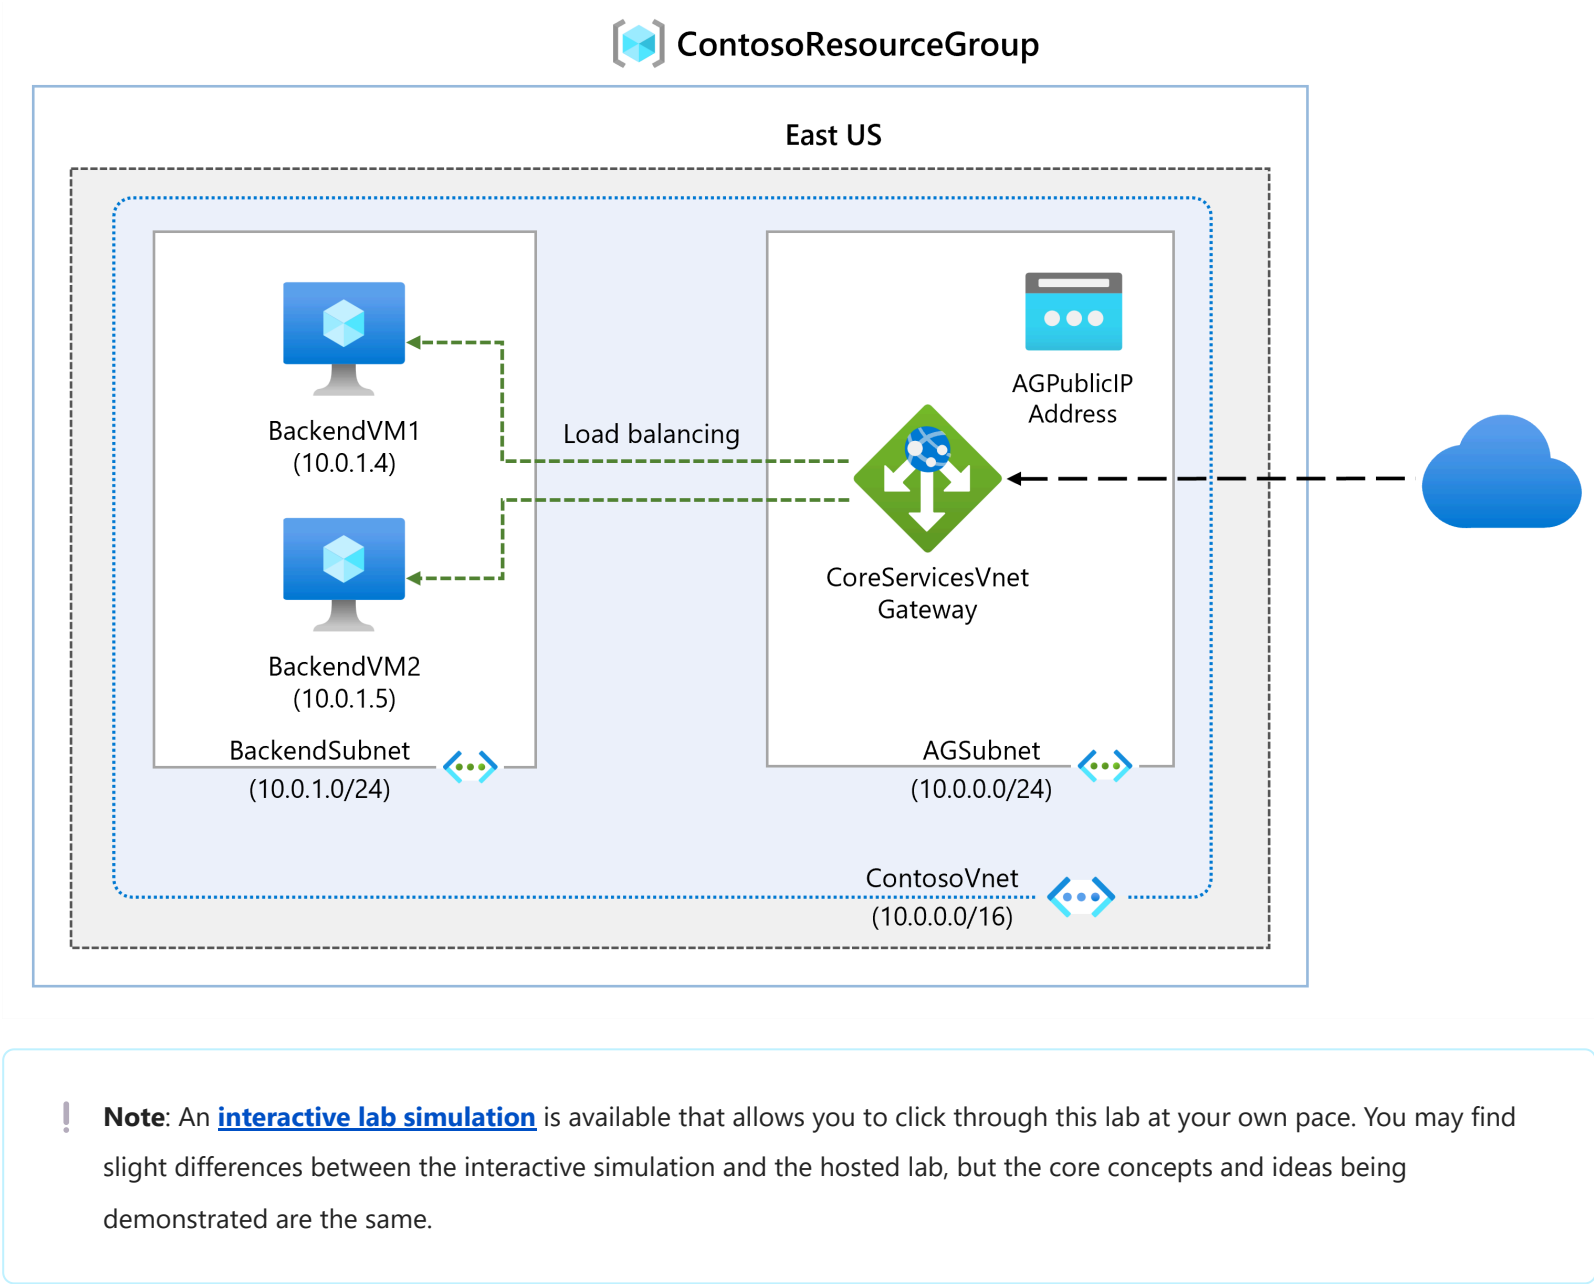 ContosoResourceGroup
East US
BackendVM1
(10.0.1.4)
BackendVM2
(10.0.1.5)
BackendSubnet
(10.0.1.0/24)
Load balancing
AGPublicIP
Address
CoreServicesVnet
Gateway
AGSubnet
(10.0.0.0/24)
ContosoVnet
(10.0.0.0/16)
Note: An interactive lab simulation is available that allows you to click through this lab at your own pace. You may find
slight differences between the interactive simulation and the hosted lab, but the core concepts and ideas being
demonstrated are the same.